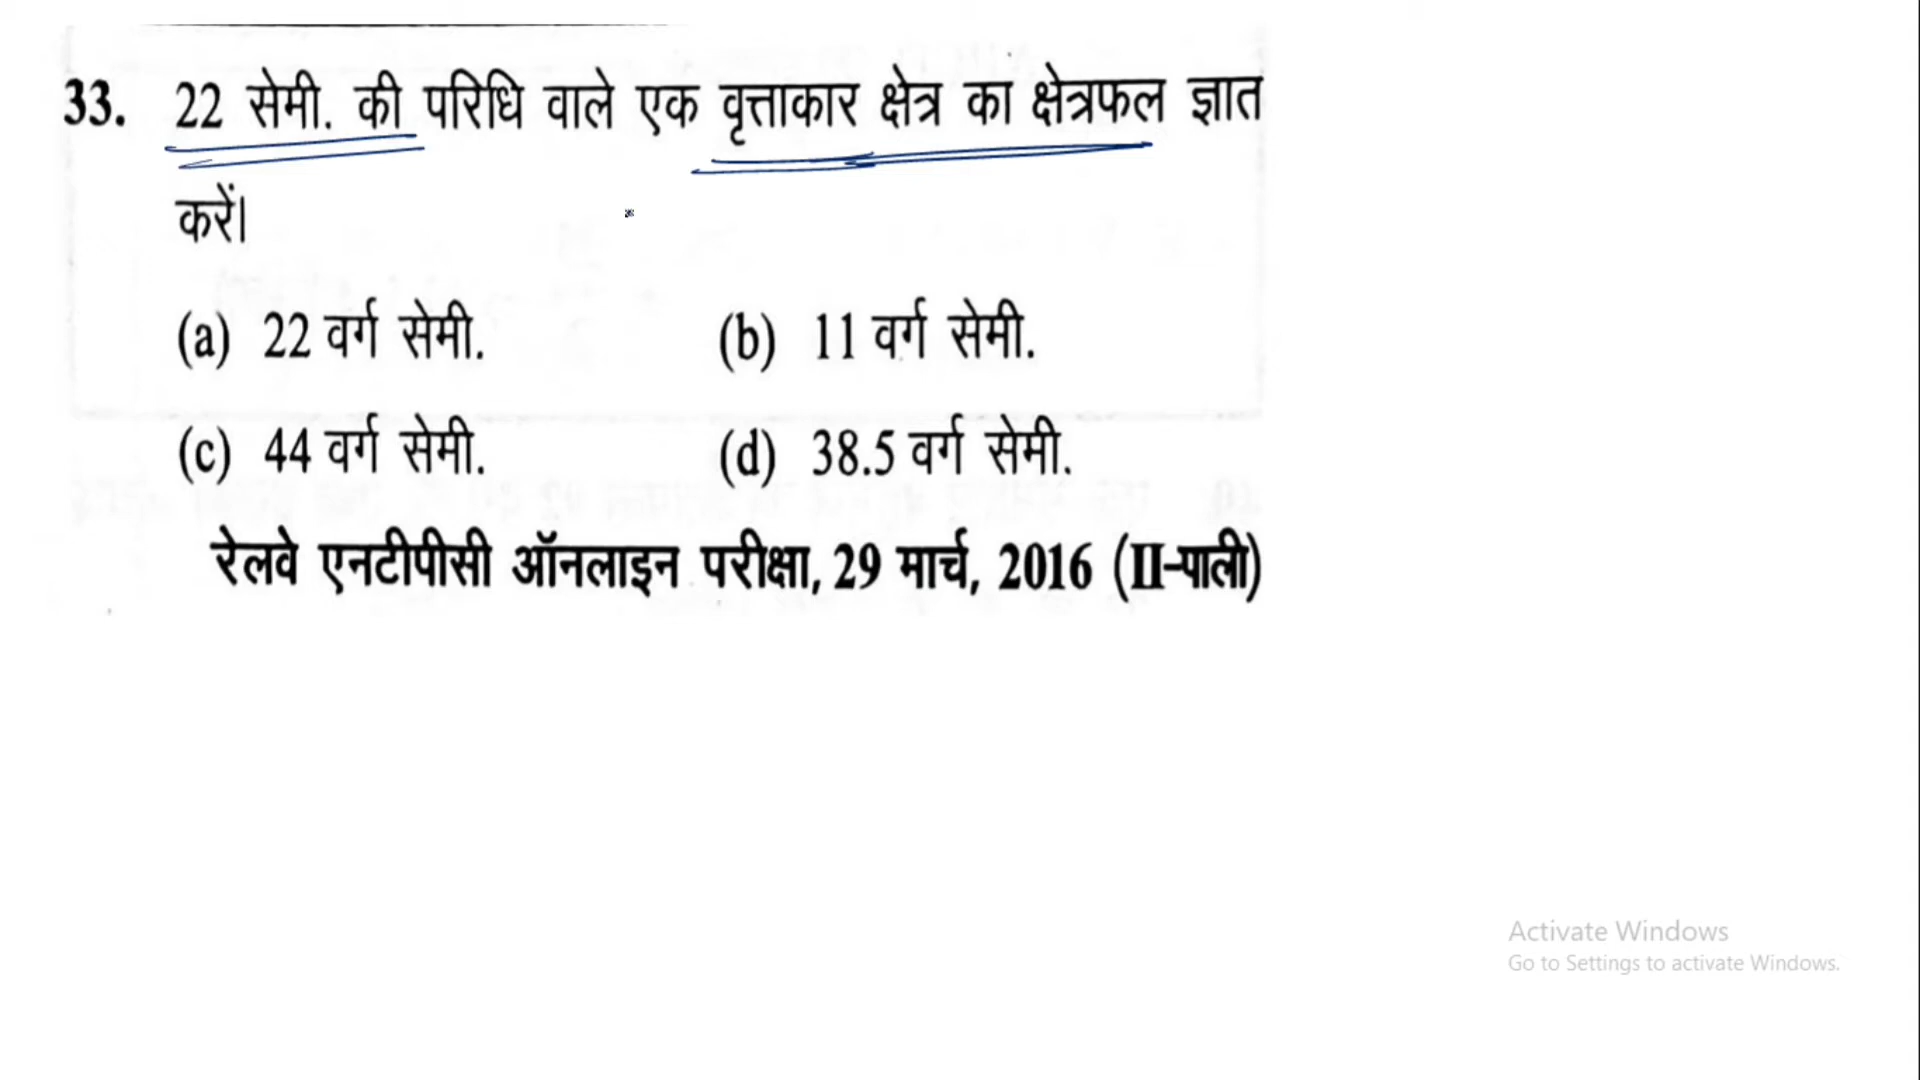 33. 22 सेमी. की परिधि वाले एक वृत्ताकार क्षेत्र का क्षेत्रफल ज्ञात
करें।
(a) 22 वर्ग सेमी. (b) 11 वर्ग सेमी.
(c) 44 वर्ग सेमी. (d) 38.5 वर्ग सेमी.
रेलवे एनटीपीसी ऑनलाइन परीक्षा, 29 मार्च, 2016 (II-पाली)
Activate Windows
Go to Settings to activate Windows.